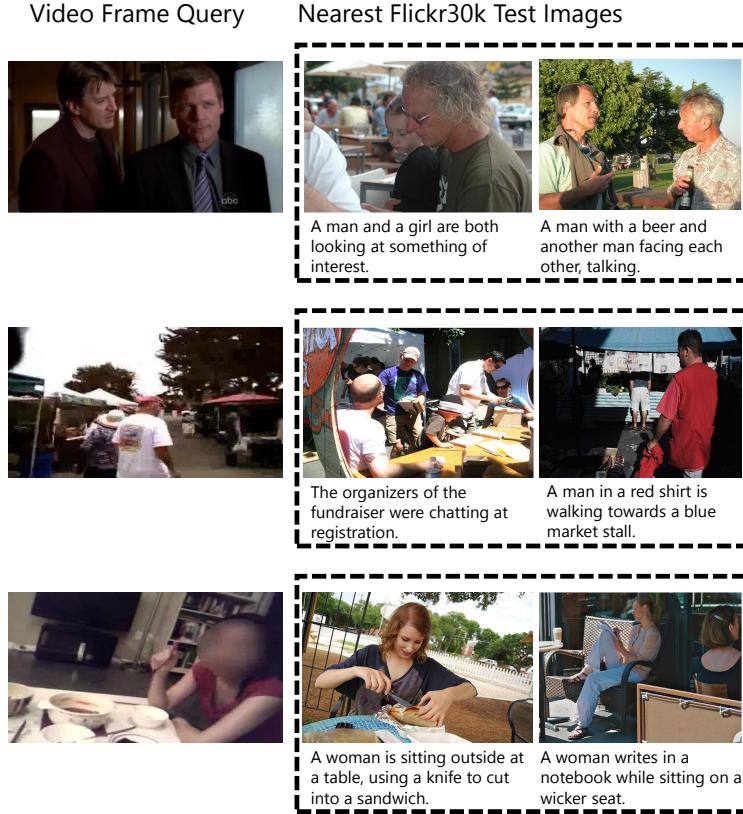 Video Frame Query
Nearest Flickr30k Test Images
abc
A man and a girl are both
looking at something of
interest.
A man with a beer and
another man facing each
other, talking.
The organizers of the
fundraiser were chatting at
registration.
A man in a red shirt is
walking towards a blue
market stall.
A woman is sitting outside at
a table, using a knife to cut
into a sandwich.
A woman writes in a
notebook while sitting on a
wicker seat.